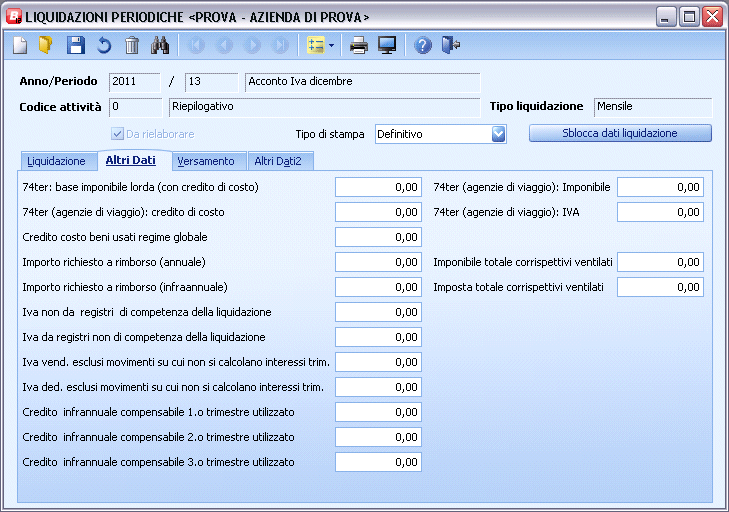 LIQUIDAZIONI PERIODICHE <PROVA - AZIENDA DI PROVA>
Anno/Periodo 2011 / 13 Acconto Iva dicembre
Codice attività 0 Riepilogativo Tipo liquidazione Mensile
Da rielaborare Tipo di stampa Definitivo Sblocca dati liquidazione
Liquidazione Altri Dati Versamento Altri Dati2
74ter: base imponibile lorda (con credito di costo) 0,00 74ter (agenzie di viaggio): Imponibile 0,00
74ter (agenzie di viaggio): credito di costo 0,00 74ter (agenzie di viaggio): IVA 0,00
Credito costo beni usati regime globale 0,00
Importo richiesto a rimborso (annuale) 0,00 Imponibile totale corrispettivi ventilati 0,00
Importo richiesto a rimborso (infraannuale) 0,00 Imposta totale corrispettivi ventilati 0,00
Iva non da registri di competenza della liquidazione 0,00
Iva da registri non di competenza della liquidazione 0,00
Iva vend. esclusi movimenti su cui non si calcolano interessi trim. 0,00
Iva ded. esclusi movimenti su cui non si calcolano interessi trim. 0,00
Credito infrannuale compensabile 1.o trimestre utilizzato 0,00
Credito infrannuale compensabile 2.o trimestre utilizzato 0,00
Credito infrannuale compensabile 3.o trimestre utilizzato 0,00